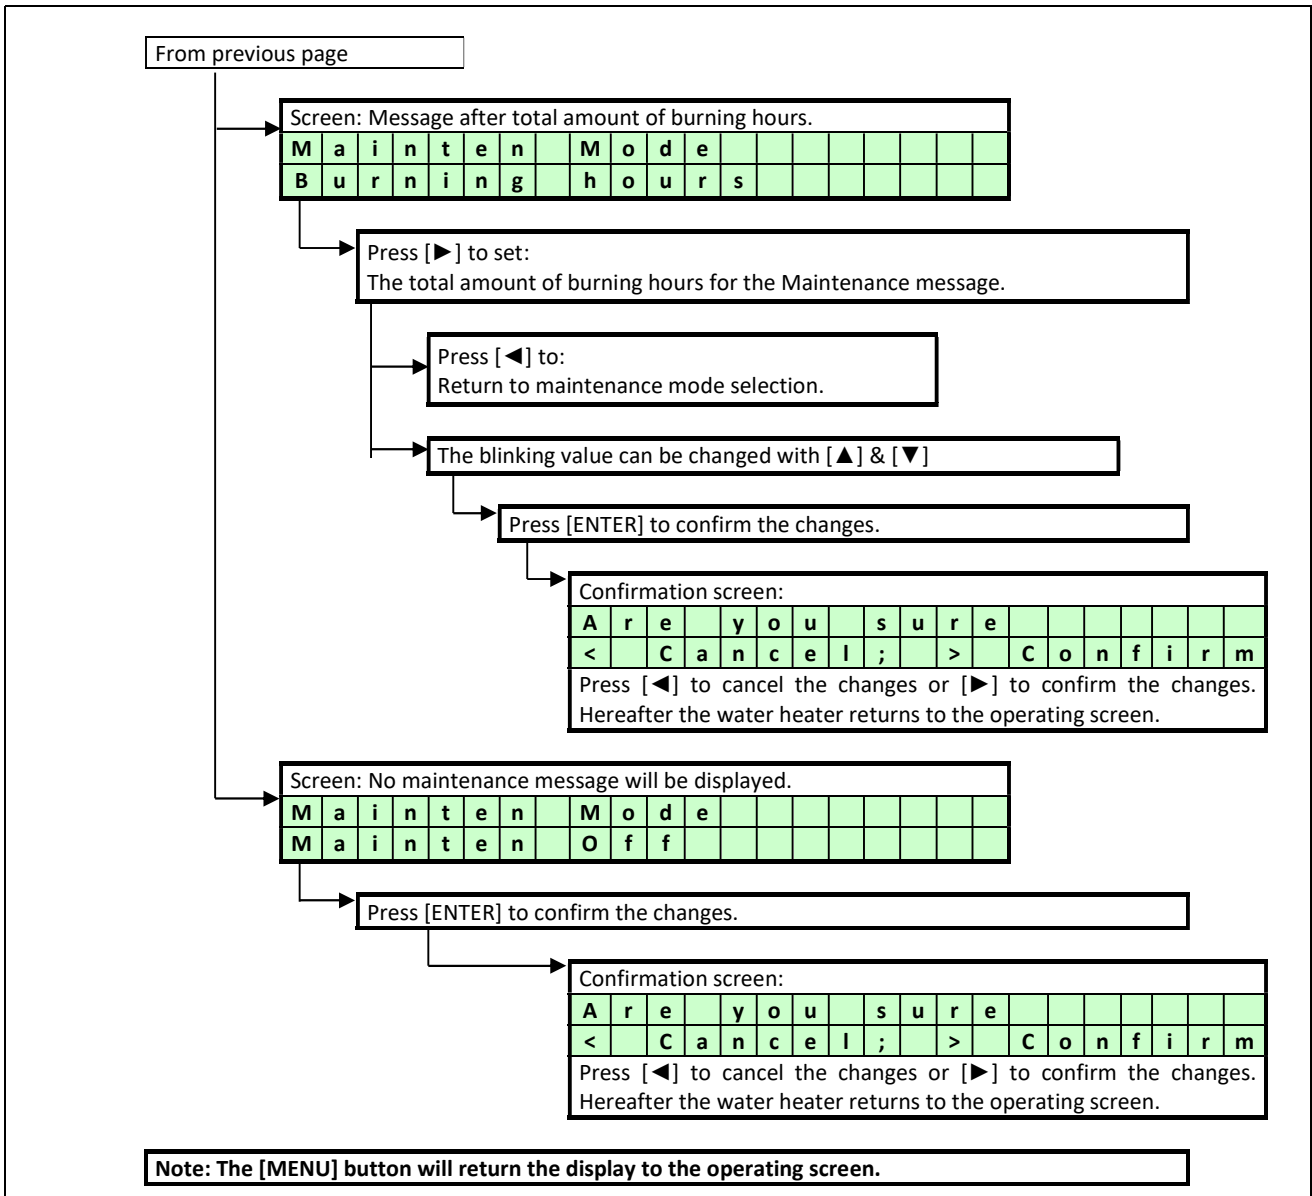 From previous page
Screen: Message after total amount of burning hours.
Mainten Mode
Burning hours
Press [►] to set:
The total amount of burning hours for the Maintenance message.
Press [◄] to:
Return to maintenance mode selection.
The blinking value can be changed with [▲] & [▼]
Press [ENTER] to confirm the changes.
Confirmation screen:
Are you sure
< Cancel; > Confirm
Press [◄] to cancel the changes or [►] to confirm the changes.
Hereafter the water heater returns to the operating screen.
Screen: No maintenance message will be displayed.
Mainten Mode
Mainten Off
Press [ENTER] to confirm the changes.
Confirmation screen:
Are you sure
< Cancel; > Confirm
Press [◄] to cancel the changes or [►] to confirm the changes.
Hereafter the water heater returns to the operating screen.
Note: The [MENU] button will return the display to the operating screen.